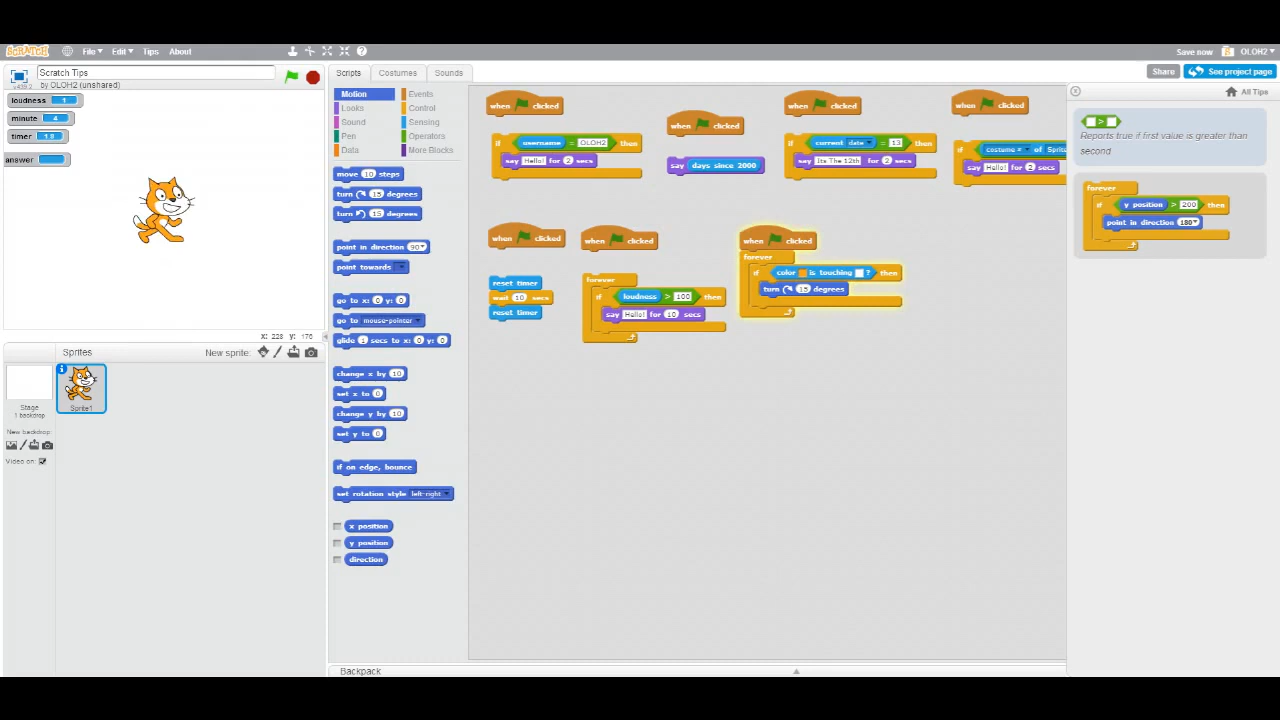 SCRATCH File Edit Tips About Save now OLOH2
Scratch Tips
by OLOH2 (unshared)
Scripts Costumes Sounds Share See project page
loudness 1
minute 4
timer 1.8
answer
X: 223 y: 176
Sprites New sprite:
Sprite1
Stage
1 backdrop
New backdrop:
Video on:
Motion Events
Looks Control
Sound Sensing
Pen Operators
Data More Blocks
move 10 steps
turn 15 degrees
turn 15 degrees
point in direction 90
point towards
go to x: 0 y: 0
go to mouse-pointer
glide 1 secs to x: 0 y: 0
change x by 10
set x to 0
change y by 10
set y to 0
if on edge, bounce
set rotation style left-right
x position
y position
direction
when clicked
if username = OLOH2 then
say Hello! for 2 secs
when clicked
say days since 2000
when clicked
if current date = 13 then
say Its The 12th for 2 secs
when clicked
if costume # of Sprite
say Hello! for 2 secs
when clicked
reset timer
wait 10 secs
reset timer
when clicked
forever
if loudness > 100 then
say Hello! for 10 secs
when clicked
forever
if color is touching ? then
turn 15 degrees
All Tips
>
Reports true if first value is greater than
second
forever
if y position > 200 then
point in direction 180
Backpack